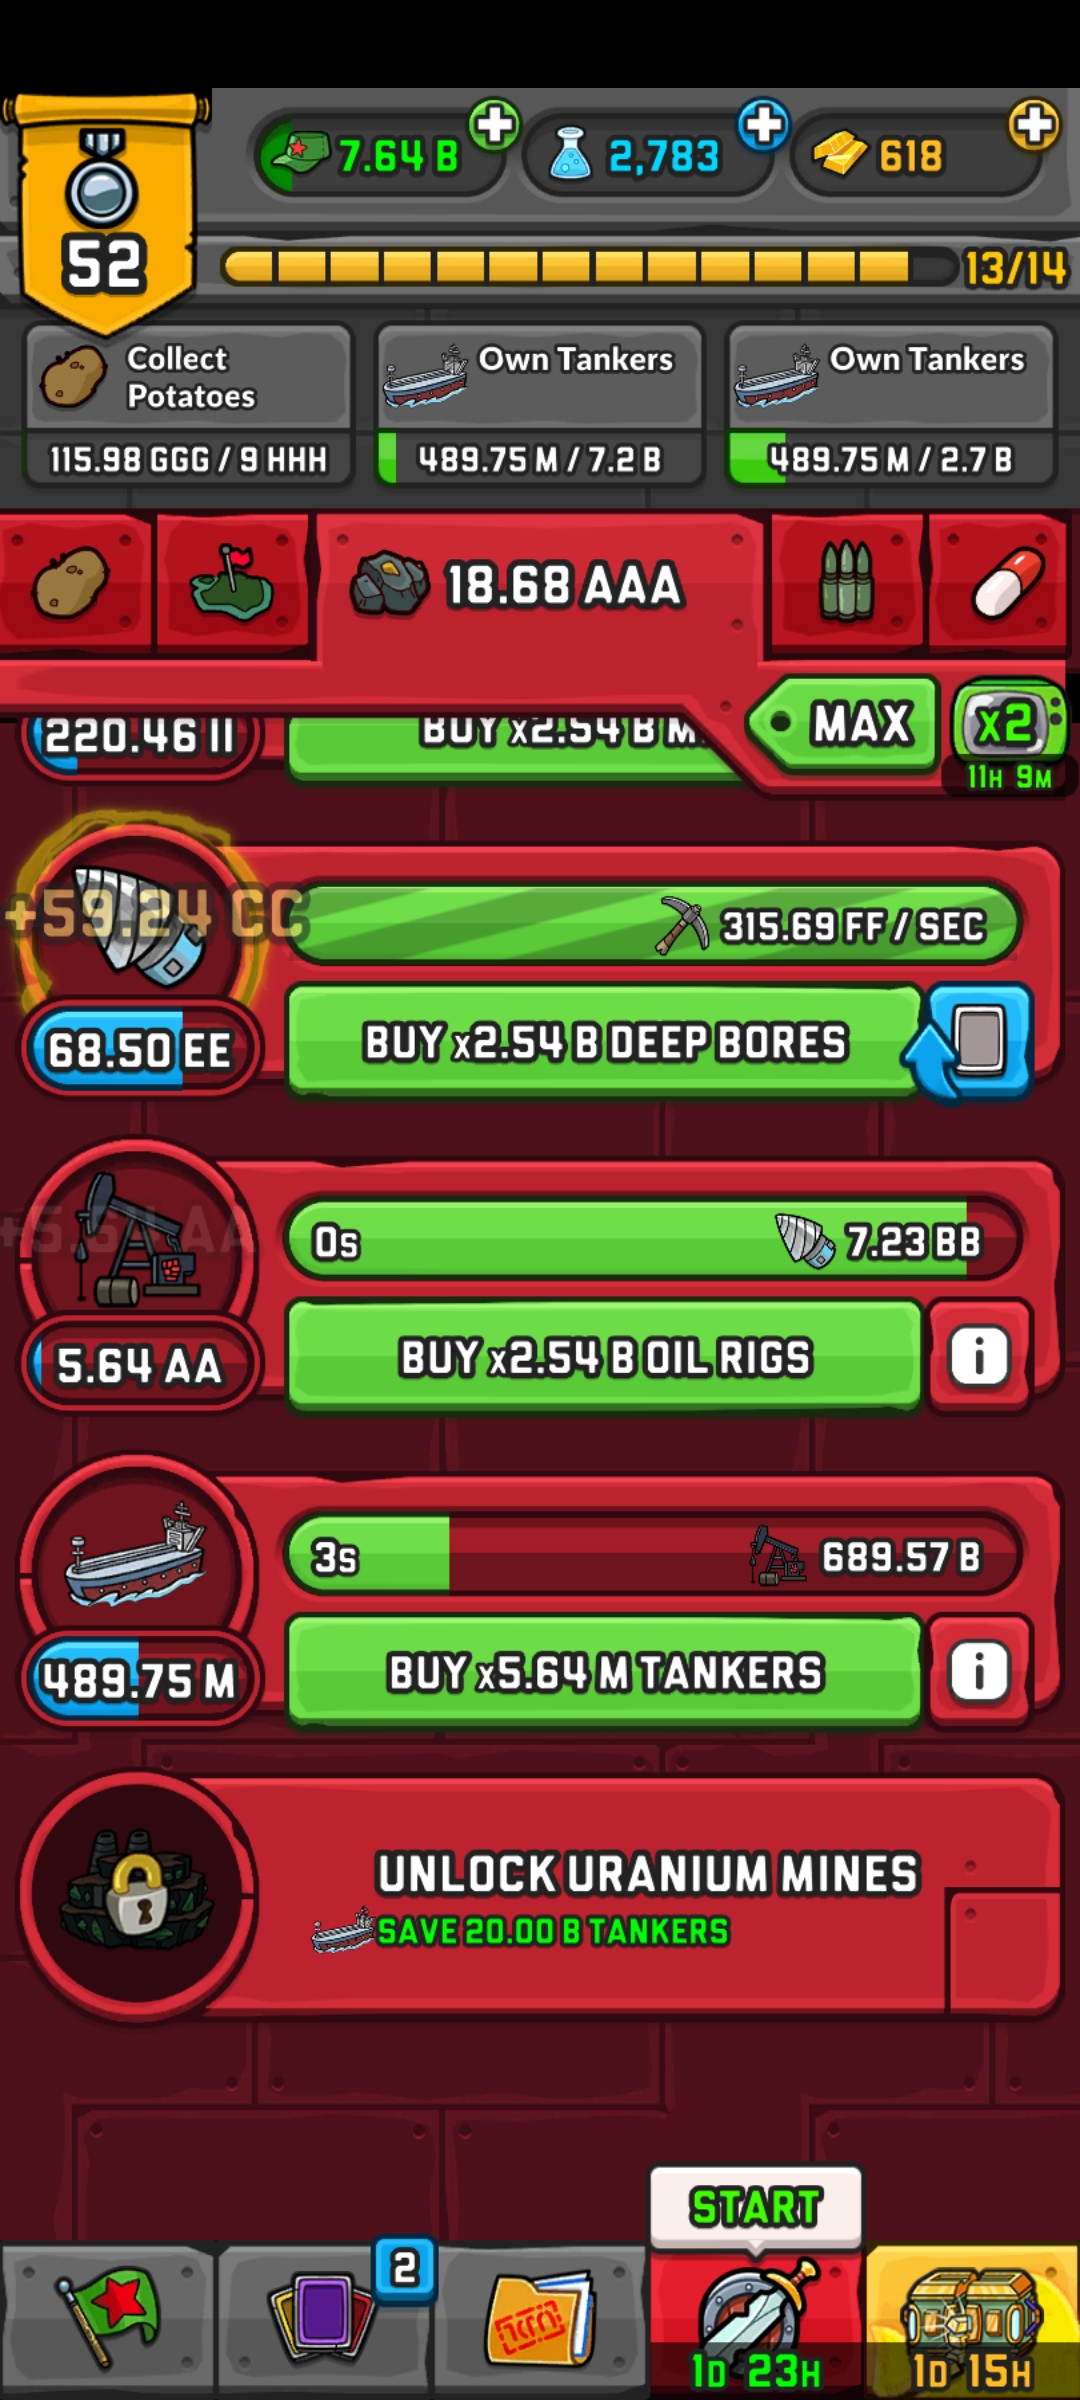 52
7.64 B
2,783
618
13/14
Collect
Potatoes
115.98 GGG / 9 HHH
Own Tankers
489.75 M / 7.2 B
Own Tankers
489.75 M / 2.7 B
18.68 AAA
MAX
x2
11H 9M
220.46 II
BUY x2.54 B M
+59.24 CC
315.69 FF / SEC
68.50 EE
BUY x2.54 B DEEP BORES
+5.64 AA
0s
7.23 BB
5.64 AA
BUY x2.54 B OIL RIGS
i
3s
689.57 B
489.75 M
BUY x5.64 M TANKERS
i
UNLOCK URANIUM MINES
SAVE 20.00 B TANKERS
START
2
1D 23H
1D 15H